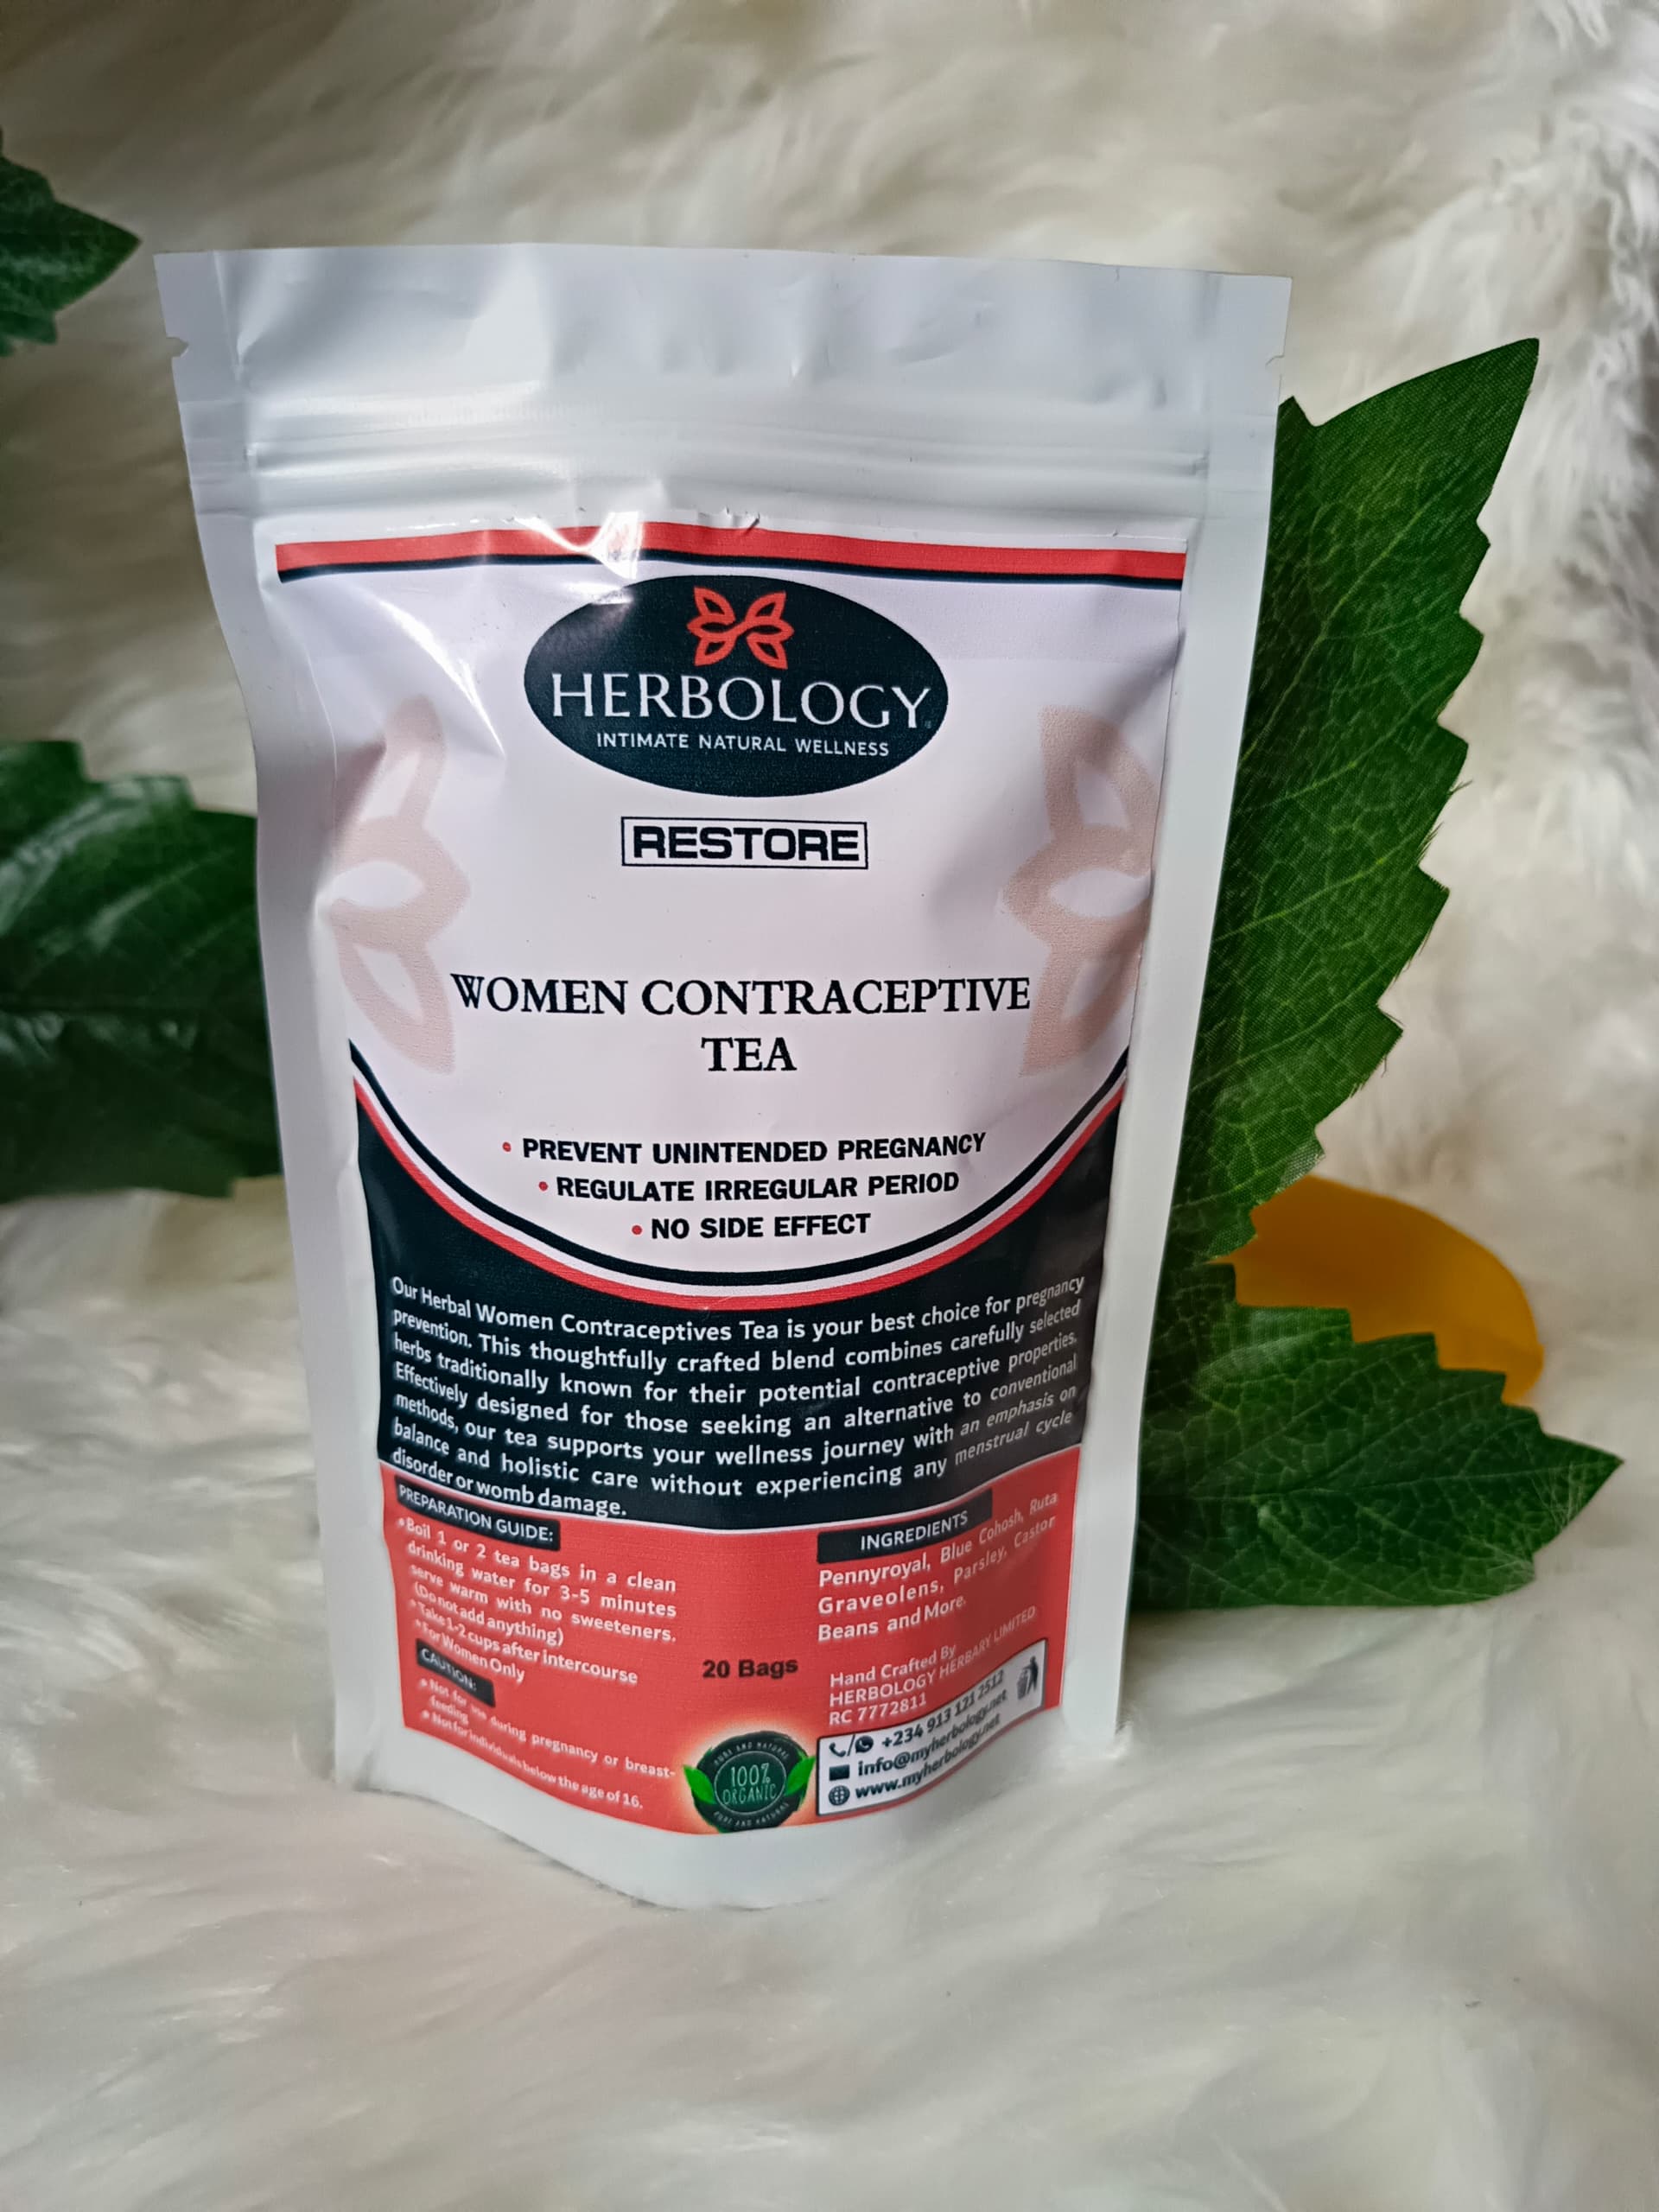 HERBOLOGY
INTIMATE NATURAL WELLNESS
RESTORE
WOMEN CONTRACEPTIVE
TEA
• PREVENT UNINTENDED PREGNANCY
• REGULATE IRREGULAR PERIOD
• NO SIDE EFFECT
Our Herbal Women Contraceptives Tea is your best choice for pregnancy
prevention. This thoughtfully crafted blend combines carefully selected
herbs traditionally known for their potential contraceptive properties.
Effectively designed for those seeking an alternative to conventional
methods, our tea supports your wellness journey with an emphasis on
balance and holistic care without experiencing any menstrual cycle
disorder or womb damage.
PREPARATION GUIDE:
• Boil 1 or 2 tea bags in a clean
drinking water for 3-5 minutes
serve warm with no sweeteners.
(Do not add anything)
• Take 1-2 cups after intercourse
• For Women Only
CAUTION:
• Not for use during pregnancy or breast-
feeding
• Not for individuals below the age of 16.
20 Bags
PURE AND NATURAL
100%
ORGANIC
PURE AND NATURAL
INGREDIENTS
Pennyroyal, Blue Cohosh, Ruta
Graveolens, Parsley, Castor
Beans and More.
Hand Crafted By
HERBOLOGY HERBARY LIMITED
RC 7772811
+234 913 121 2512
info@myherbology.net
www.myherbology.net